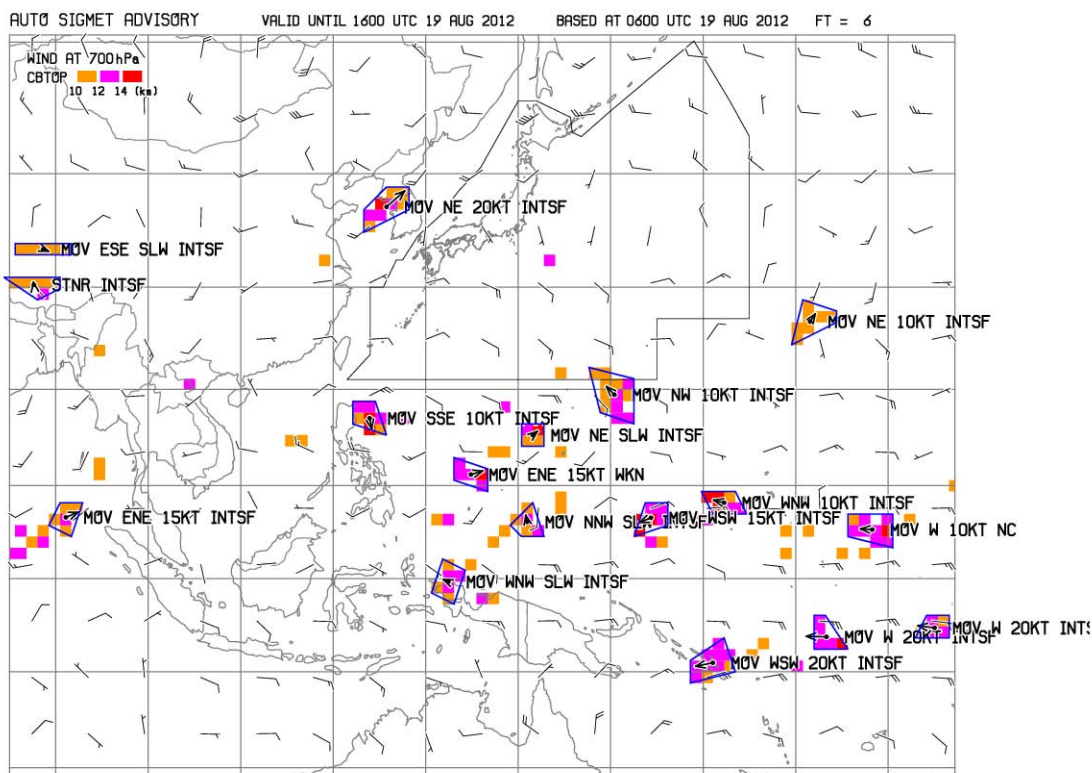 AUTO SIGMET ADVISORY VALID UNTIL 1600 UTC 19 AUG 2012 BASED AT 0600 UTC 19 AUG 2012 FT = 6
WIND AT 700hPa
CBTOP
10 12 14 (km)
MOV NE 20KT INTSF
MOV ESE SLW INTSF
STNR INTSF
MOV NE 10KT INTSF
MOV NW 10KT INTSF
MOV SSE 10KT INTSF
MOV NE SLW INTSF
MOV ENE 15KT WKN
MOV WNW 10KT INTSF
MOV ENE 15KT INTSF
MOV NNW SLW INTSF
MOV WSW 15KT INTSF
MOV W 10KT NC
MOV WNW SLW INTSF
MOV W 20KT INTS
MOV W 20KT INTSF
MOV WSW 20KT INTSF